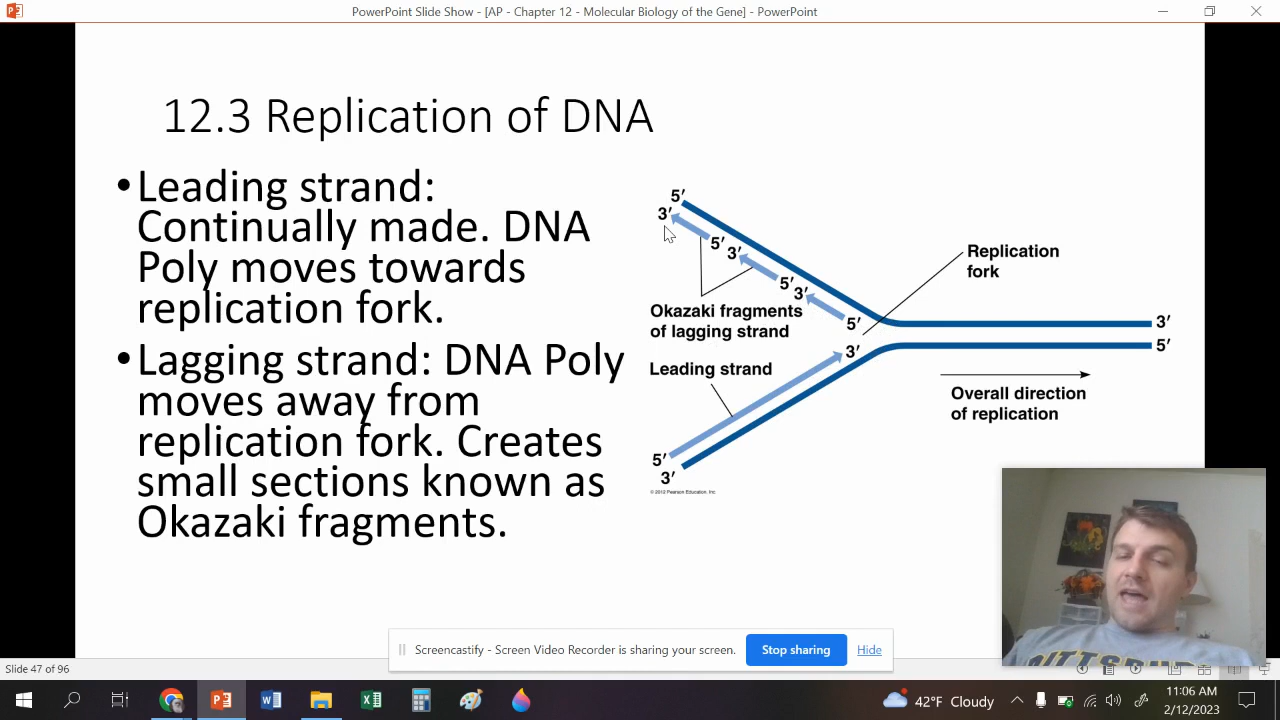 PowerPoint Slide Show - [AP - Chapter 12 - Molecular Biology of the Gene] - PowerPoint
12.3 Replication of DNA
•Leading strand:
Continually made. DNA
Poly moves towards
replication fork.
•Lagging strand: DNA Poly
moves away from
replication fork. Creates
small sections known as
Okazaki fragments.
5′
3′
5′
3′
5′
3′
5′
Replication
fork
Okazaki fragments
of lagging strand
3′
5′
3′
Leading strand
Overall direction
of replication
5′
3′
© 2012 Pearson Education, Inc
Screencastify - Screen Video Recorder is sharing your screen.
Stop sharing
Hide
Slide 47 of 96
42°F Cloudy
11:06 AM
2/12/2023